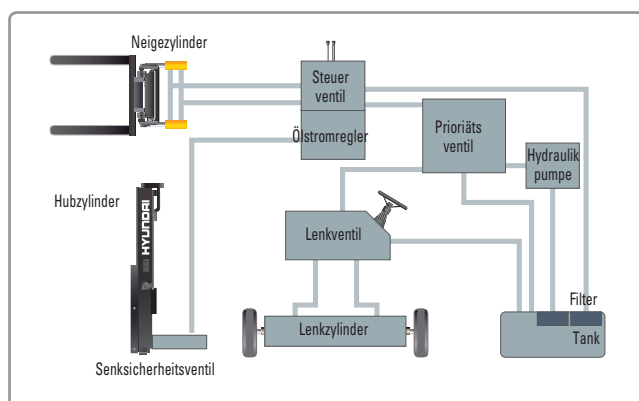 Neigezylinder
Steuer
ventil
Ölstromregler
Prioriäts
ventil
Hydraulik
pumpe
Hubzylinder
HYUNDAI
Lenkventil
Lenkzylinder
Filter
Tank
Senksicherheitsventil